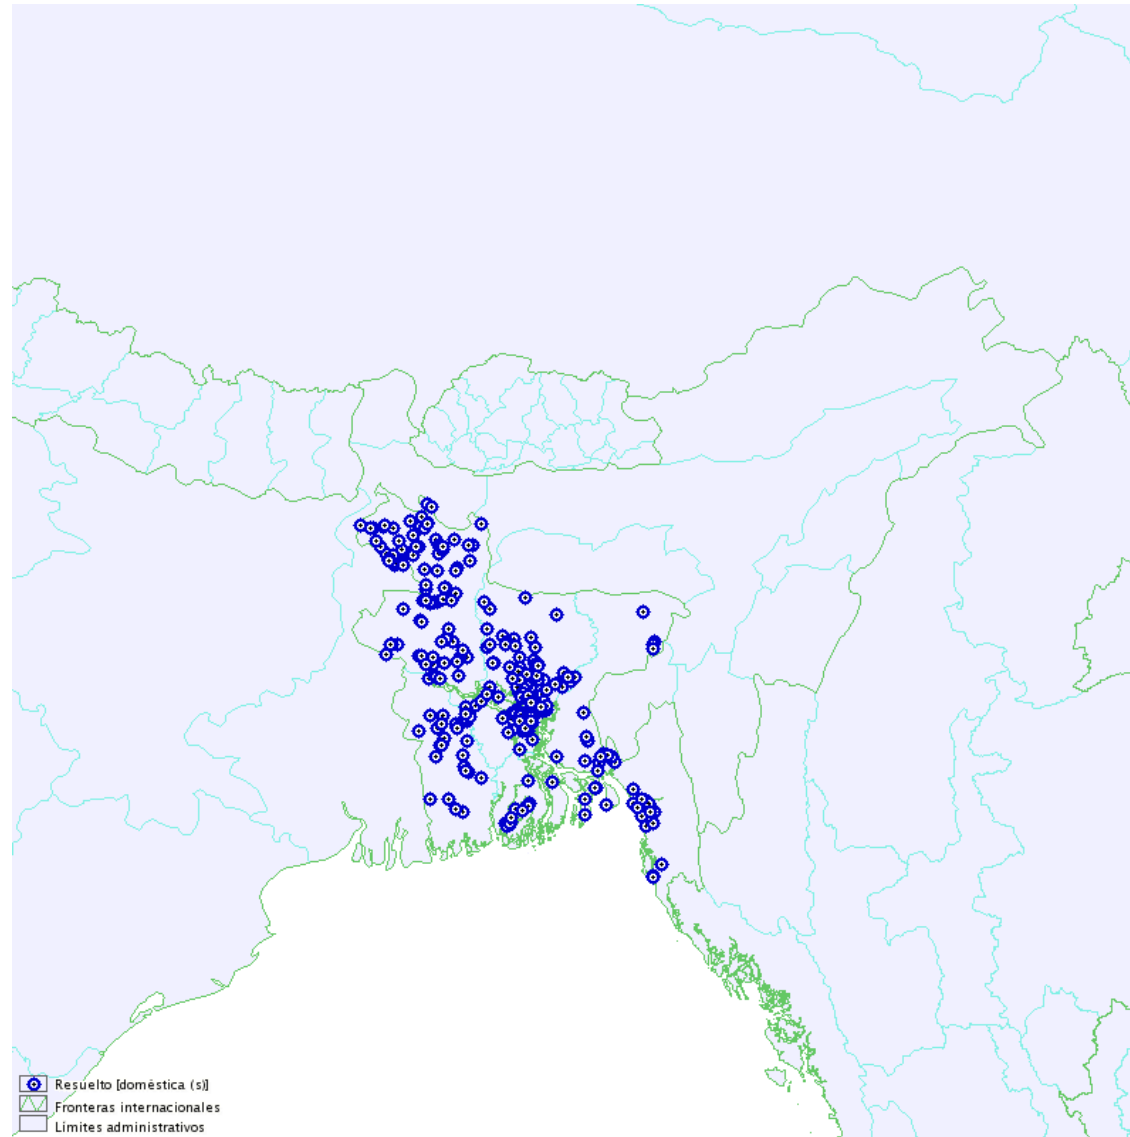 Resuelto [doméstica (s)]
Fronteras internacionales
Límites administrativos